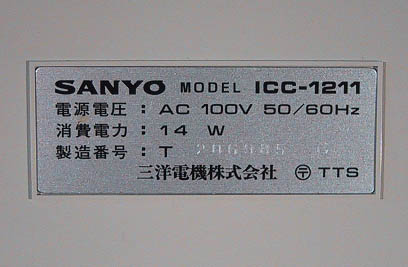 SANYO MODEL ICC-1211
電源電圧：AC 100V 50/60Hz
消費電力：14 W
製造番号：T 286985 G
三洋電機株式会社 〶 TTS